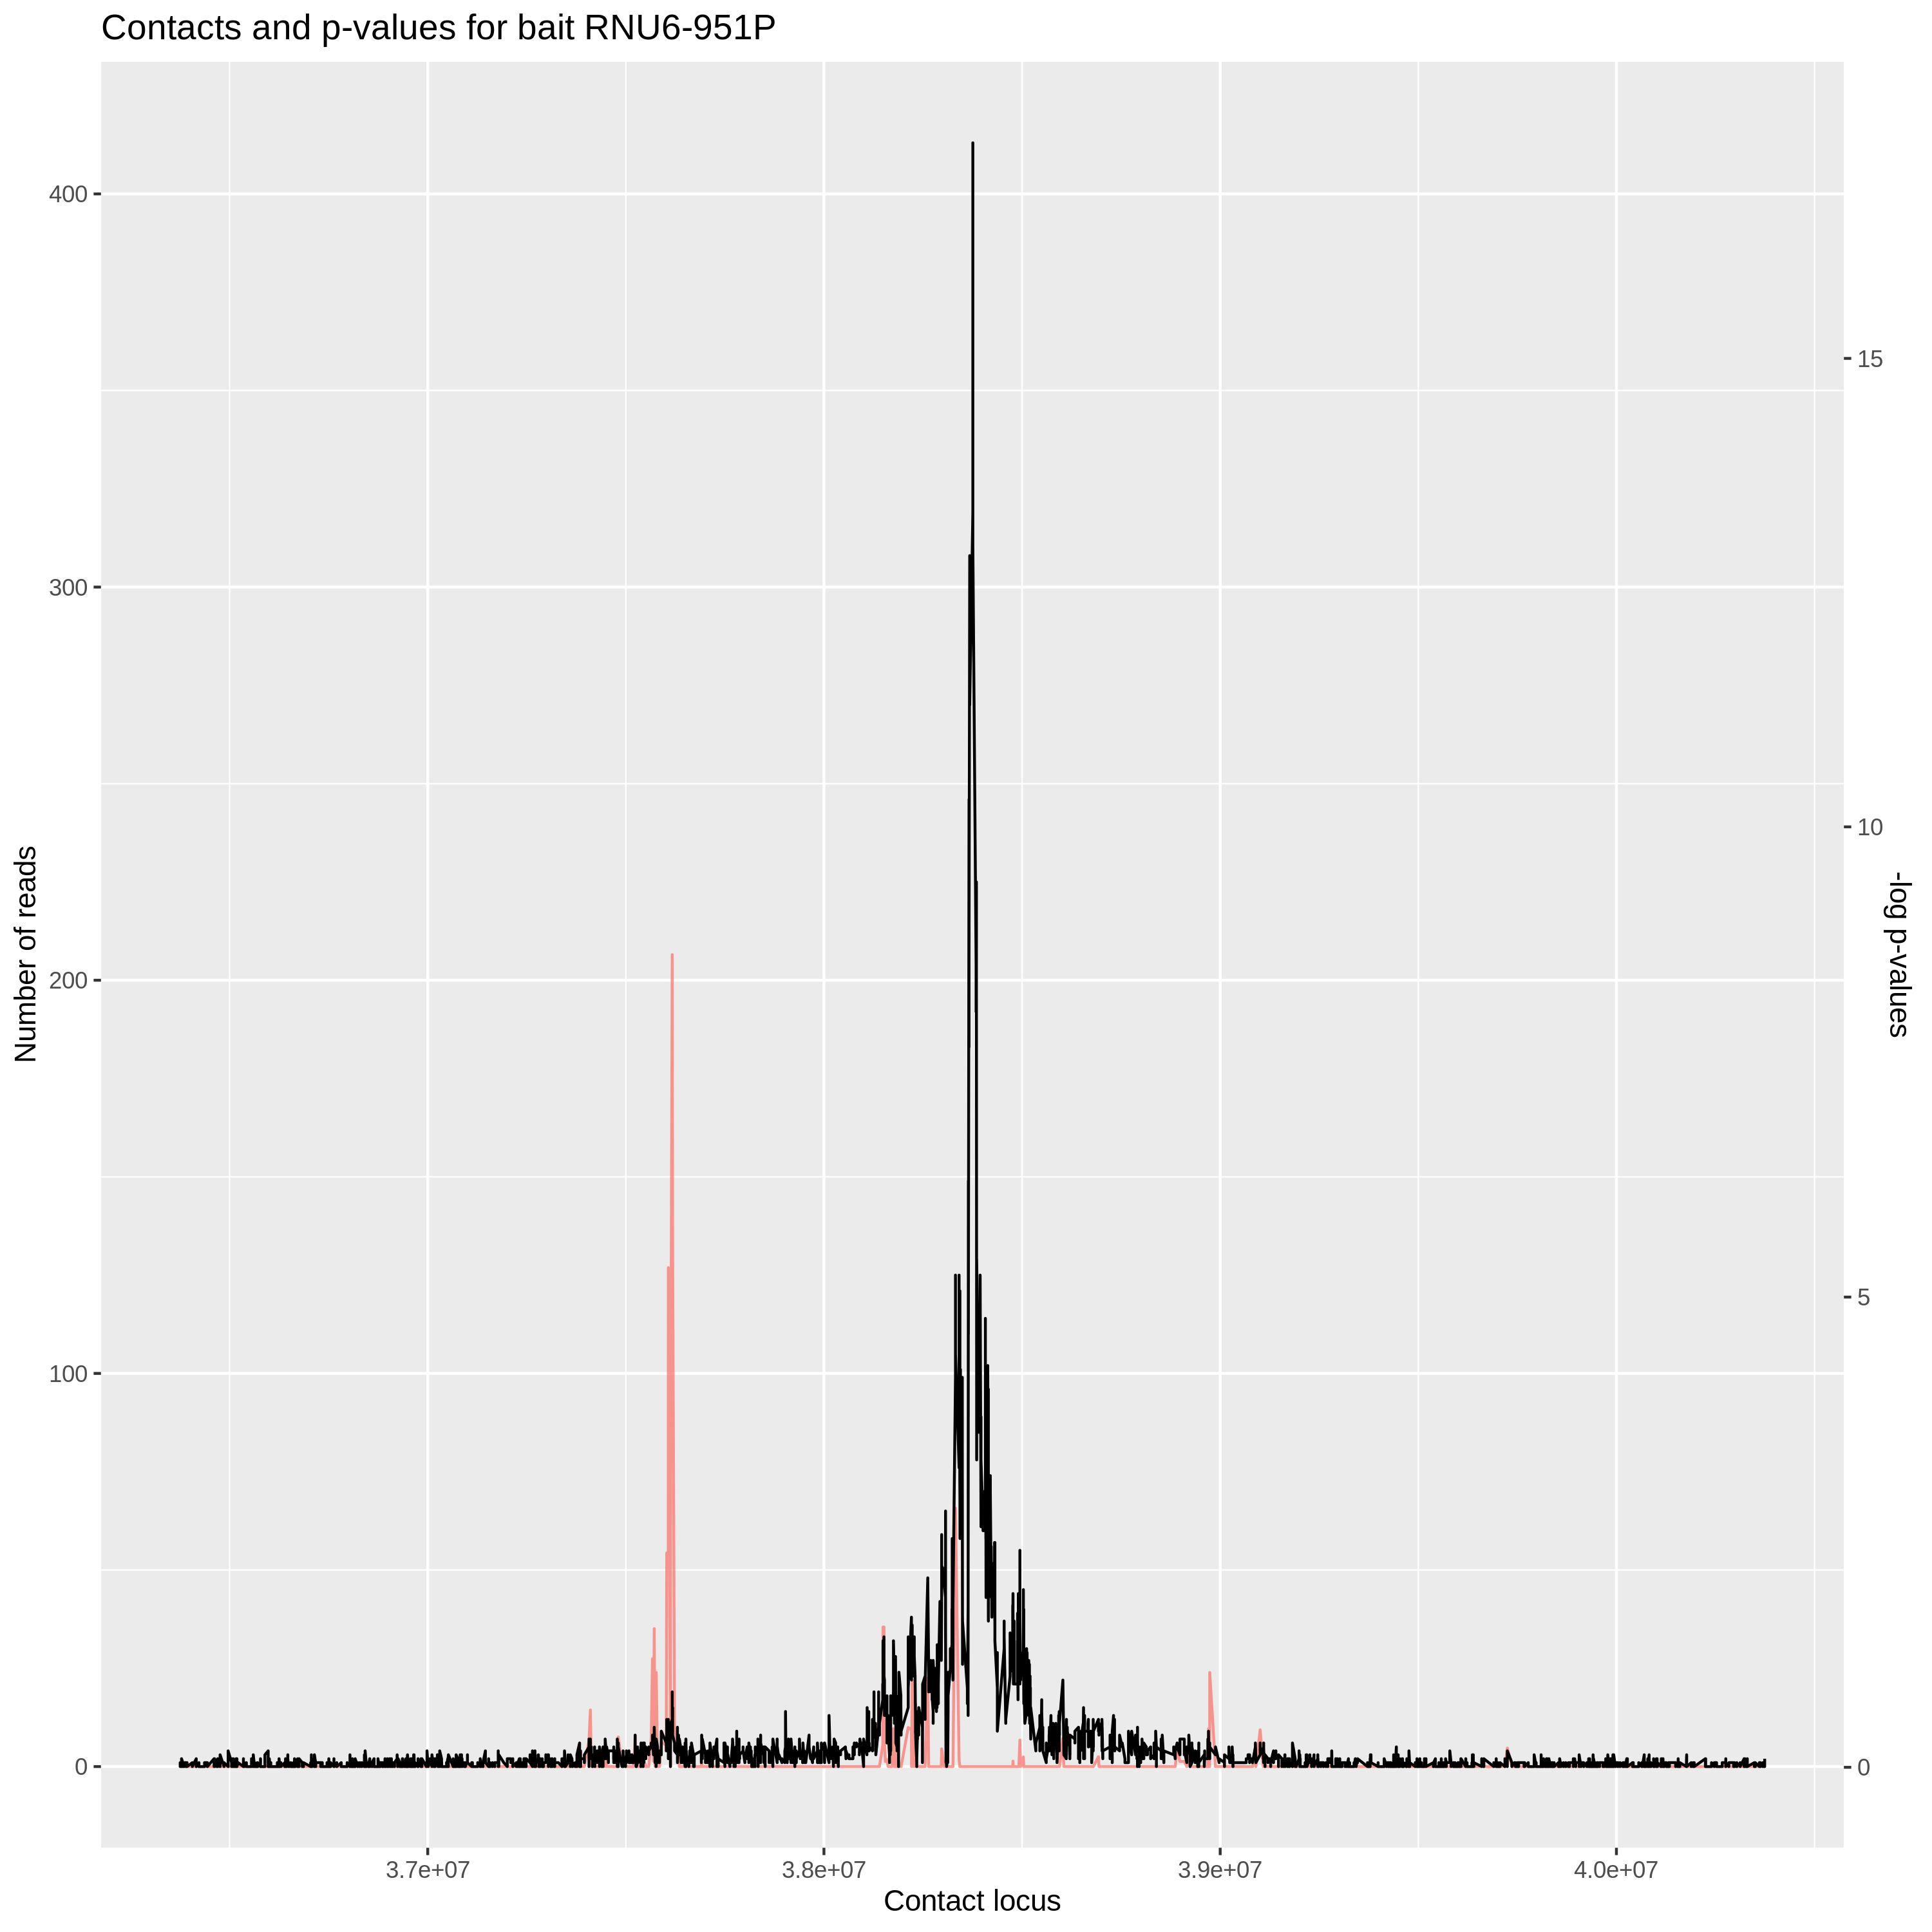 Contacts and p-values for bait RNU6-951P
400
300
200
100
0
Number of reads
15
10
5
0
-log p-values
3.7e+07
3.8e+07
3.9e+07
4.0e+07
Contact locus